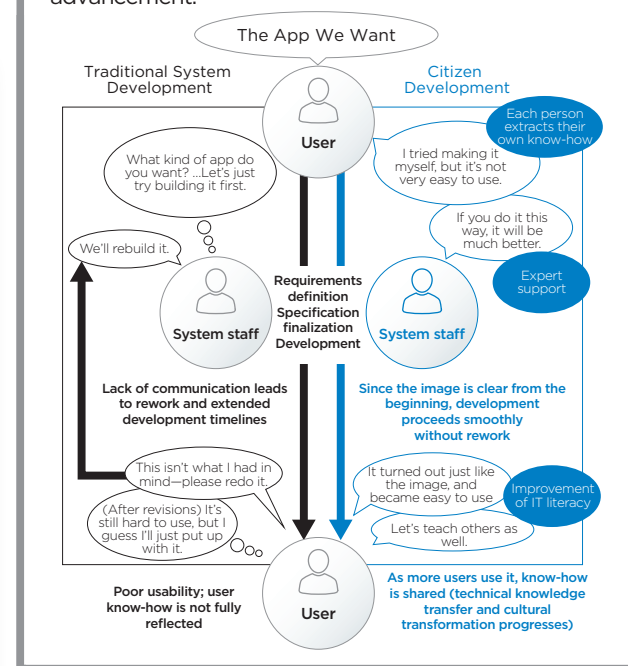 advancement.
The App We Want
Traditional System
Development
Citizen
Development
User
Each person
extracts their
own know-how
What kind of app do
you want? ...Let's just
try building it first.
I tried making it
myself, but it's not
very easy to use.
If you do it this
way, it will be
much better.
We'll rebuild it.
Expert
support
System staff
Requirements
definition
Specification
finalization
Development
System staff
Lack of communication leads
to rework and extended
development timelines
Since the image is clear from the
beginning, development
proceeds smoothly
without rework
This isn't what I had in
mind—please redo it.
(After revisions) It's
still hard to use, but I
guess I'll just put up
with it.
It turned out just like
the image, and
became easy to use
Improvement
of IT literacy
Let's teach others as
well.
User
Poor usability; user
know-how is not fully
reflected
As more users use it, know-how
is shared (technical knowledge
transfer and cultural
transformation progresses)